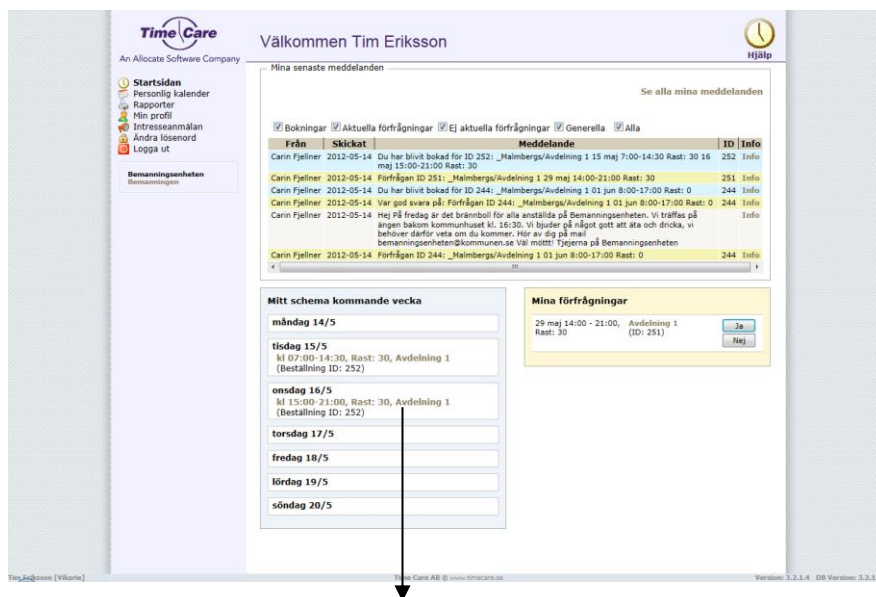 Time Care
An Allocate Software Company
Välkommen Tim Eriksson
Hjälp
Startsidan
Personlig kalender
Rapporter
Min profil
Intresseanmälan
Ändra lösenord
Logga ut
Bemanningsenheten
Bemanningen
Mina senaste meddelanden
Se alla mina meddelanden
Bokningar Aktuella förfrågningar Ej aktuella förfrågningar Generella Alla
Från Skickat Meddelande ID Info
Carin Fjellner 2012-05-14 Du har blivit bokad för ID 252: _Malmbergs/Avdelning 1 15 maj 7:00-14:30 Rast: 30 16 252 Info
maj 15:00-21:00 Rast: 30
Carin Fjellner 2012-05-14 Förfrågan ID 251: _Malmbergs/Avdelning 1 29 maj 14:00-21:00 Rast: 30 251 Info
Carin Fjellner 2012-05-14 Du har blivit bokad för ID 244: _Malmbergs/Avdelning 1 01 jun 8:00-17:00 Rast: 0 244 Info
Carin Fjellner 2012-05-14 Var god svara på: Förfrågan ID 244: _Malmbergs/Avdelning 1 01 jun 8:00-17:00 Rast: 0 244 Info
Carin Fjellner 2012-05-14 Hej På fredag är det brännboll för alla anställda på Bemanningsenheten. Vi träffas på Info
ängen bakom kommunhuset kl. 16:30. Vi bjuder på något gott att äta och dricka, vi
behöver därför veta om du kommer. Hör av dig på mail
bemanningsenheten@kommunen.se Väl möttt! Tjejerna på Bemanningsenheten
Carin Fjellner 2012-05-14 Förfrågan ID 244: _Malmbergs/Avdelning 1 01 jun 8:00-17:00 Rast: 0 244 Info
Mitt schema kommande vecka
måndag 14/5
tisdag 15/5
kl 07:00-14:30, Rast: 30, Avdelning 1
(Beställning ID: 252)
onsdag 16/5
kl 15:00-21:00, Rast: 30, Avdelning 1
(Beställning ID: 252)
torsdag 17/5
fredag 18/5
lördag 19/5
söndag 20/5
Mina förfrågningar
29 maj 14:00 - 21:00, Avdelning 1 Ja
Rast: 30 (ID: 251)
Nej
Tim Eriksson [Vikarie] Time Care AB © www.timecare.se Version: 3.2.1.4 DB Version: 3.2.1